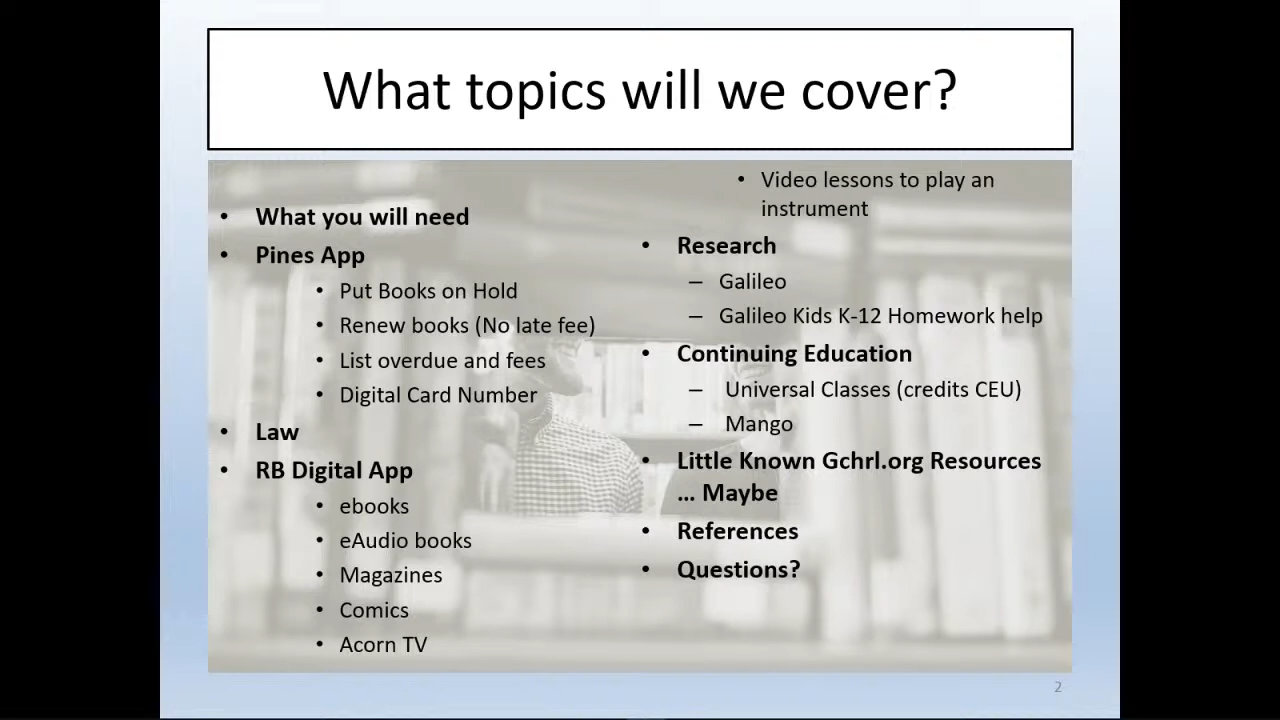 What topics will we cover?
• What you will need
• Pines App
• Put Books on Hold
• Renew books (No late fee)
• List overdue and fees
• Digital Card Number
• Law
• RB Digital App
• ebooks
• eAudio books
• Magazines
• Comics
• Acorn TV
• Video lessons to play an
instrument
• Research
– Galileo
– Galileo Kids K-12 Homework help
• Continuing Education
– Universal Classes (credits CEU)
– Mango
• Little Known Gchrl.org Resources
... Maybe
• References
• Questions?
2